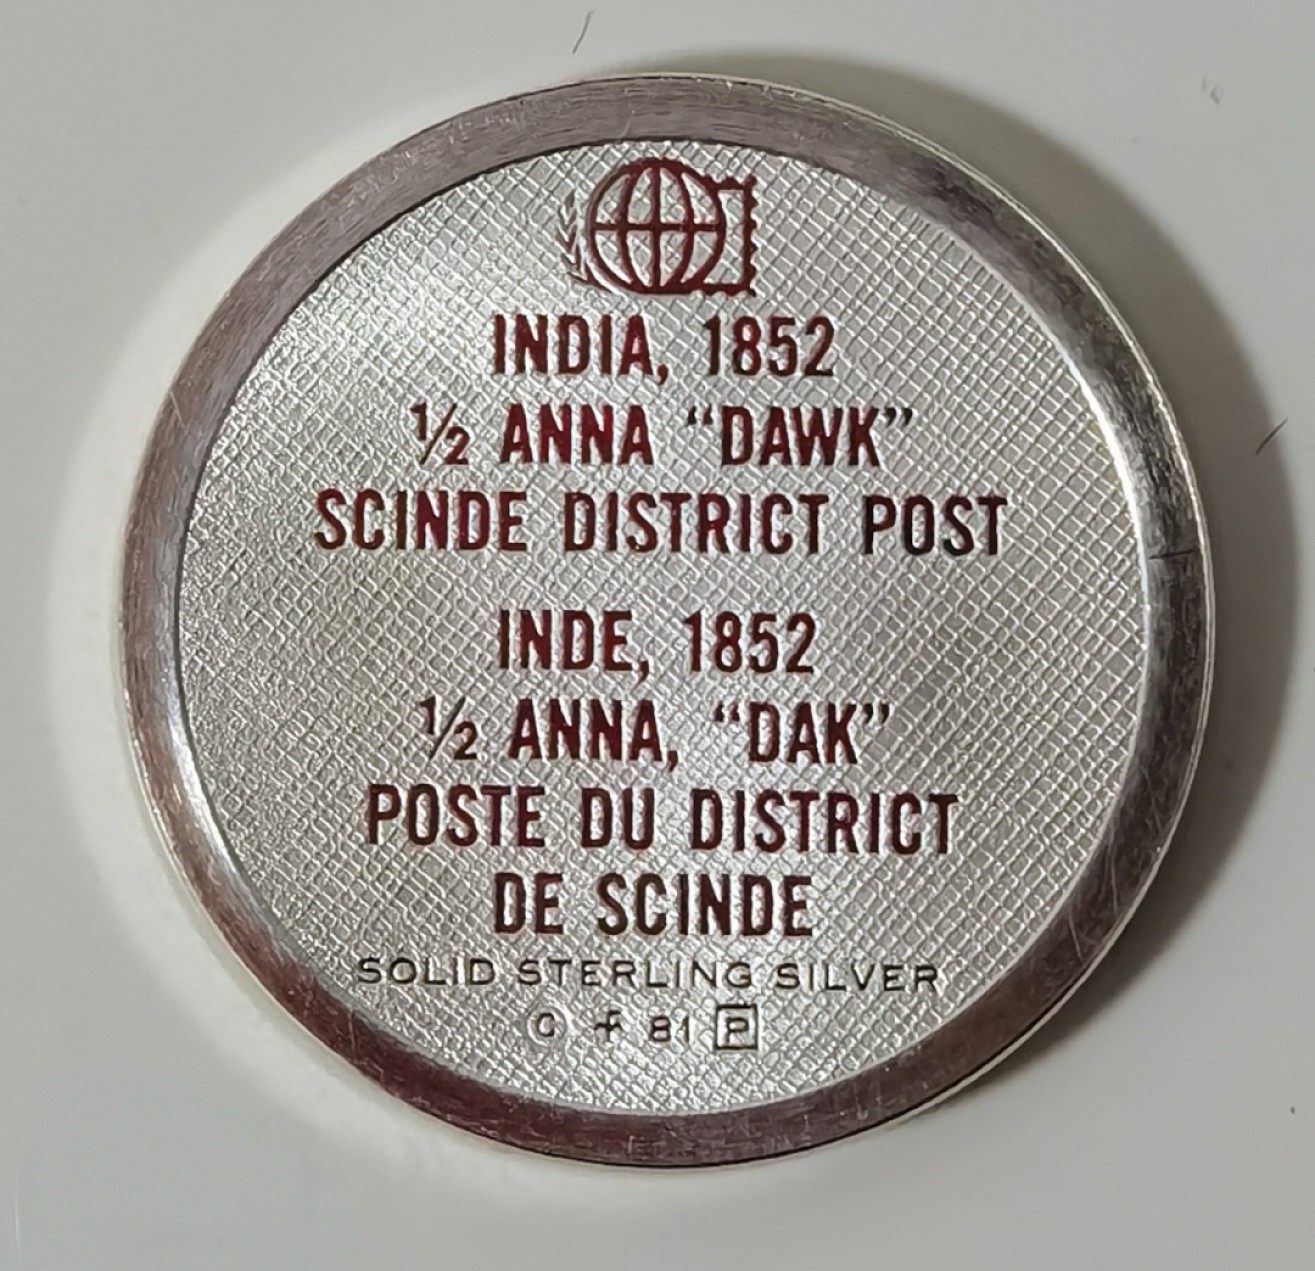 INDIA, 1852
½ ANNA “DAWK”
SCINDE DISTRICT POST
INDE, 1852
½ ANNA, “DAK”
POSTE DU DISTRICT
DE SCINDE
SOLID STERLING SILVER
© f 81 P